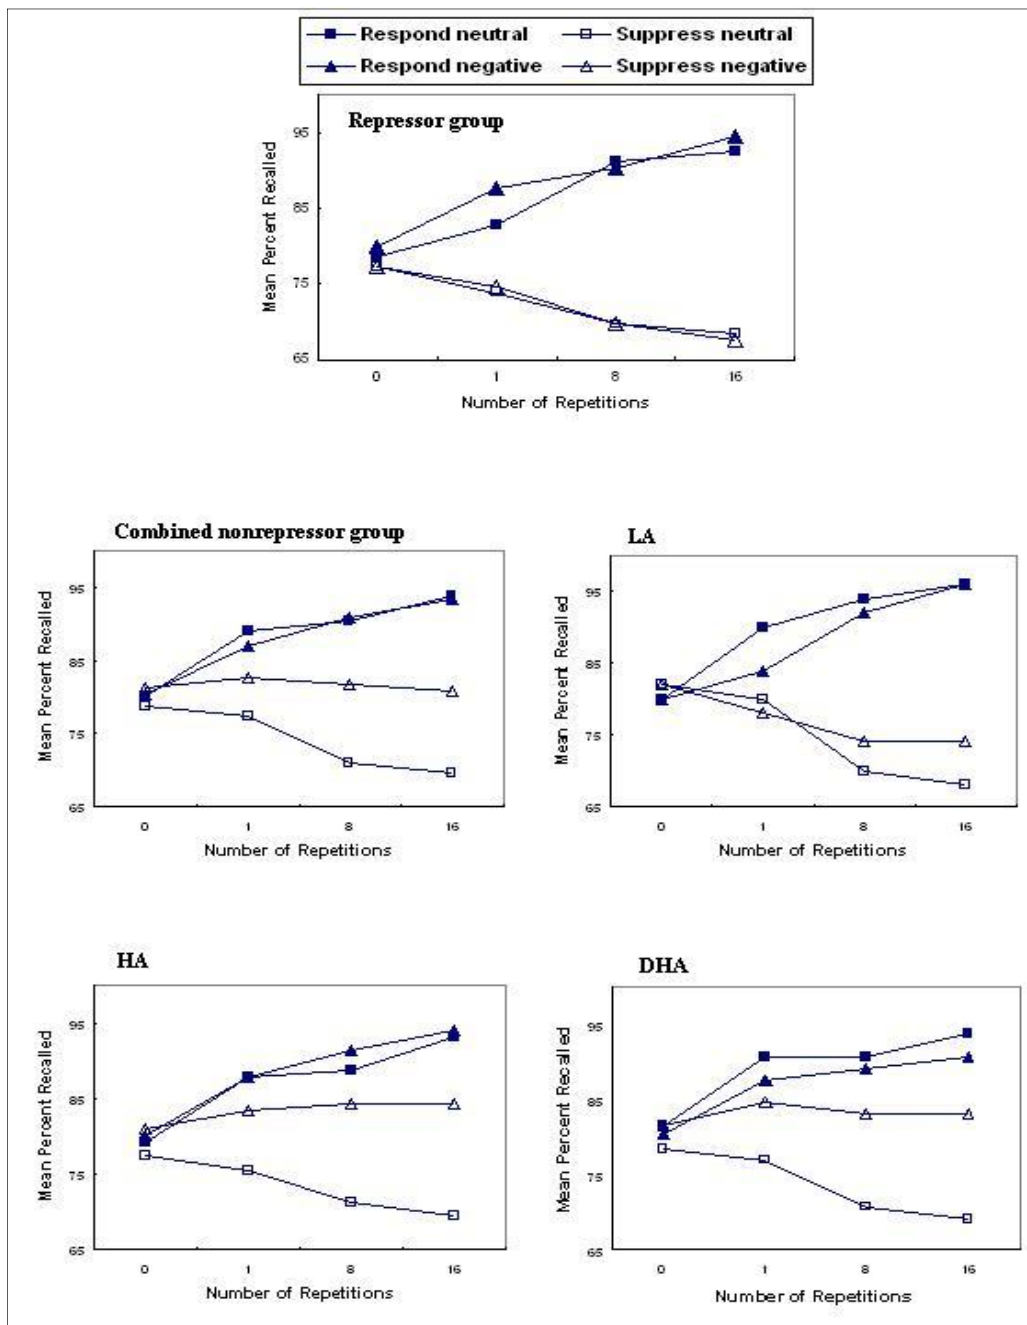 Respond neutral Suppress neutral
Respond negative Suppress negative
Repressor group
95
85
75
65
Mean Percent Recalled
0 1 8 16
Number of Repetitions
Combined nonrepressor group
95
85
75
65
Mean Percent Recalled
0 1 8 16
Number of Repetitions
LA
95
85
75
65
Mean Percent Recalled
0 1 8 16
Number of Repetitions
HA
95
85
75
65
Mean Percent Recalled
0 1 8 16
Number of Repetitions
DHA
95
85
75
65
Mean Percent Recalled
0 1 8 16
Number of Repetitions